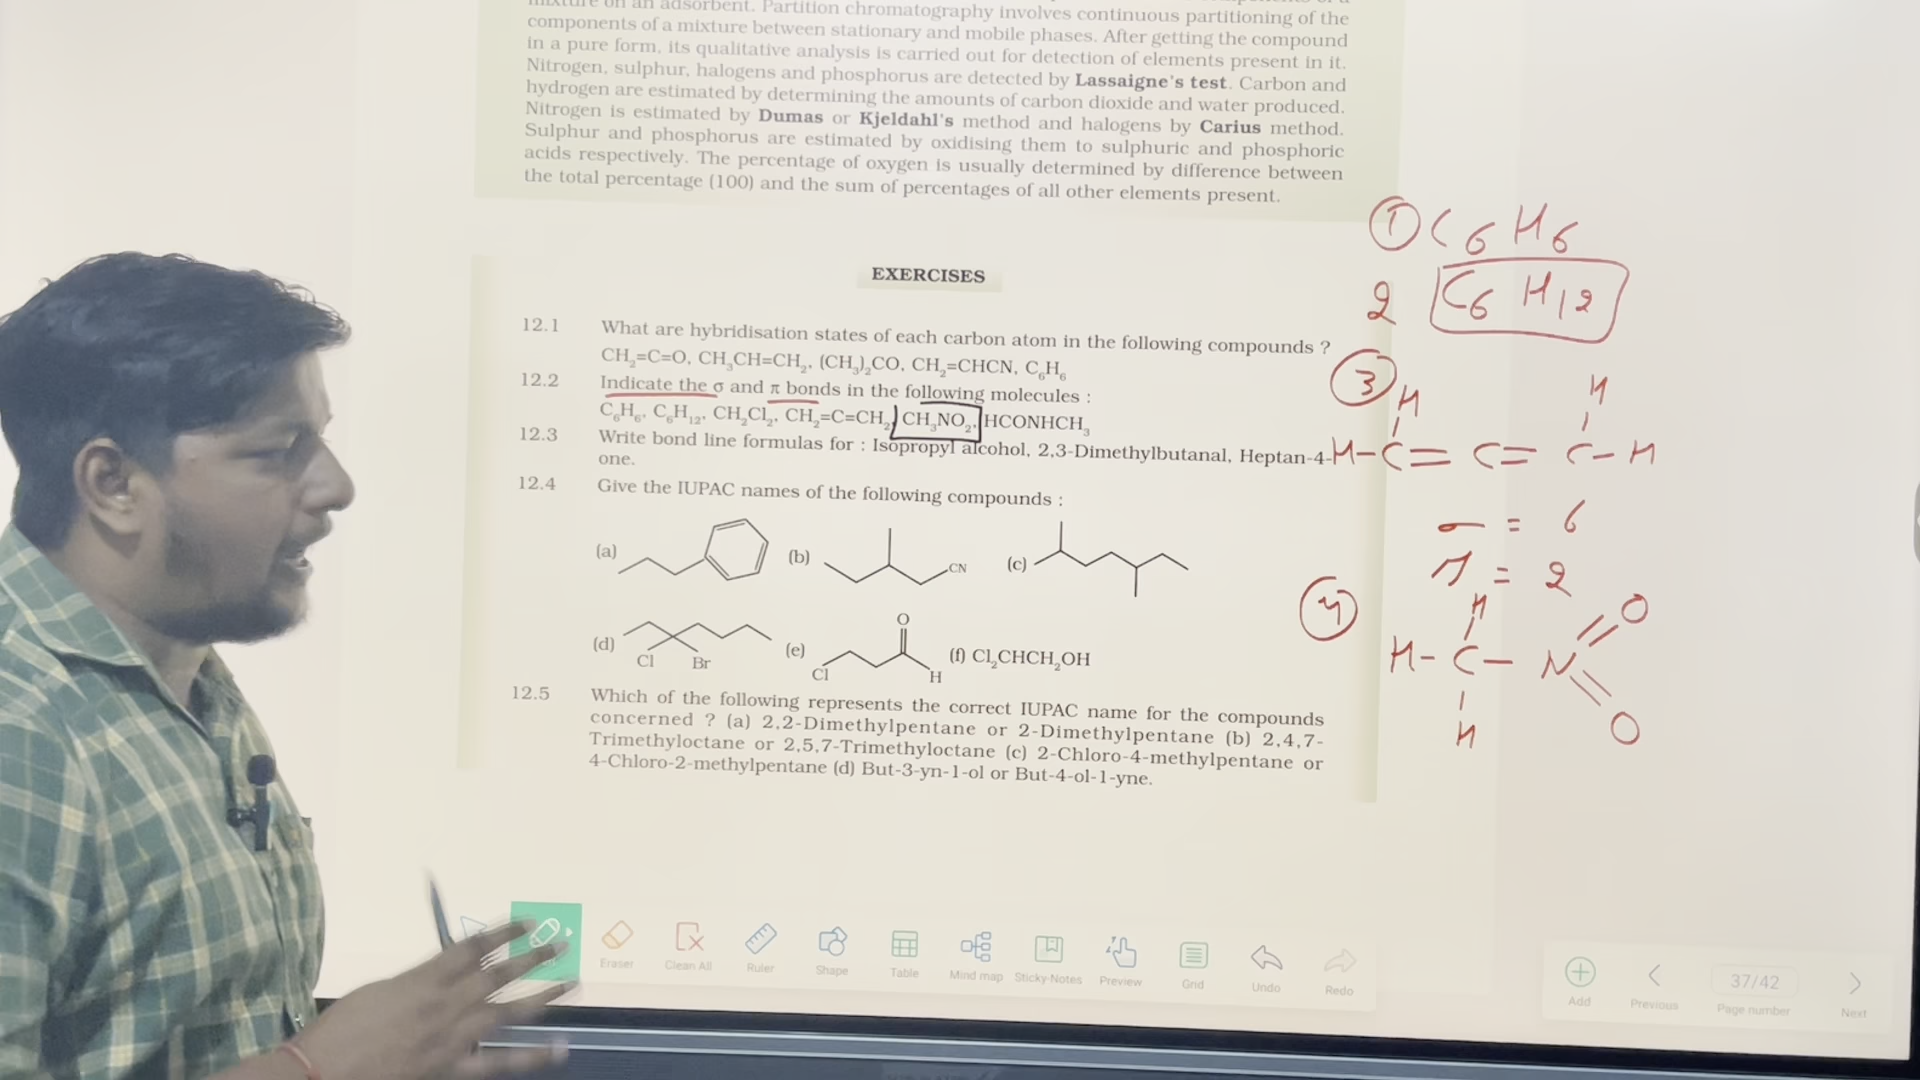 mixture on an adsorbent. Partition chromatography involves continuous partitioning of the
components of a mixture between stationary and mobile phases. After getting the compound
in a pure form, its qualitative analysis is carried out for detection of elements present in it.
Nitrogen, sulphur, halogens and phosphorus are detected by Lassaigne's test. Carbon and
hydrogen are estimated by determining the amounts of carbon dioxide and water produced.
Nitrogen is estimated by Dumas or Kjeldahl's method and halogens by Carius method.
Sulphur and phosphorus are estimated by oxidising them to sulphuric and phosphoric
acids respectively. The percentage of oxygen is usually determined by difference between
the total percentage (100) and the sum of percentages of all other elements present.
EXERCISES
12.1 What are hybridisation states of each carbon atom in the following compounds ?
CH₂=C=O, CH₃CH=CH₂, (CH₃)₂CO, CH₂=CHCN, C₆H₆
12.2 Indicate the σ and π bonds in the following molecules :
C₆H₆, C₆H₁₂, CH₂Cl₂, CH₂=C=CH₂, CH₃NO₂, HCONHCH₃
12.3 Write bond line formulas for : Isopropyl alcohol, 2,3-Dimethylbutanal, Heptan-4-
one.
12.4 Give the IUPAC names of the following compounds :
(a) (b) CN (c)
(d) Cl Br (e) O Cl H (f) Cl₂CHCH₂OH
12.5 Which of the following represents the correct IUPAC name for the compounds
concerned ? (a) 2,2-Dimethylpentane or 2-Dimethylpentane (b) 2,4,7-
Trimethyloctane or 2,5,7-Trimethyloctane (c) 2-Chloro-4-methylpentane or
4-Chloro-2-methylpentane (d) But-3-yn-1-ol or But-4-ol-1-yne.
① C₆H₆
2 C₆H₁₂
③
H H
H-C=C=C-H
σ = 6
π = 2
④
H O
H-C-N
H O
Eraser Clean All Ruler Shape Table Mind map Sticky-Notes Preview Grid Undo Redo
37/42
Add Previous Page number Next